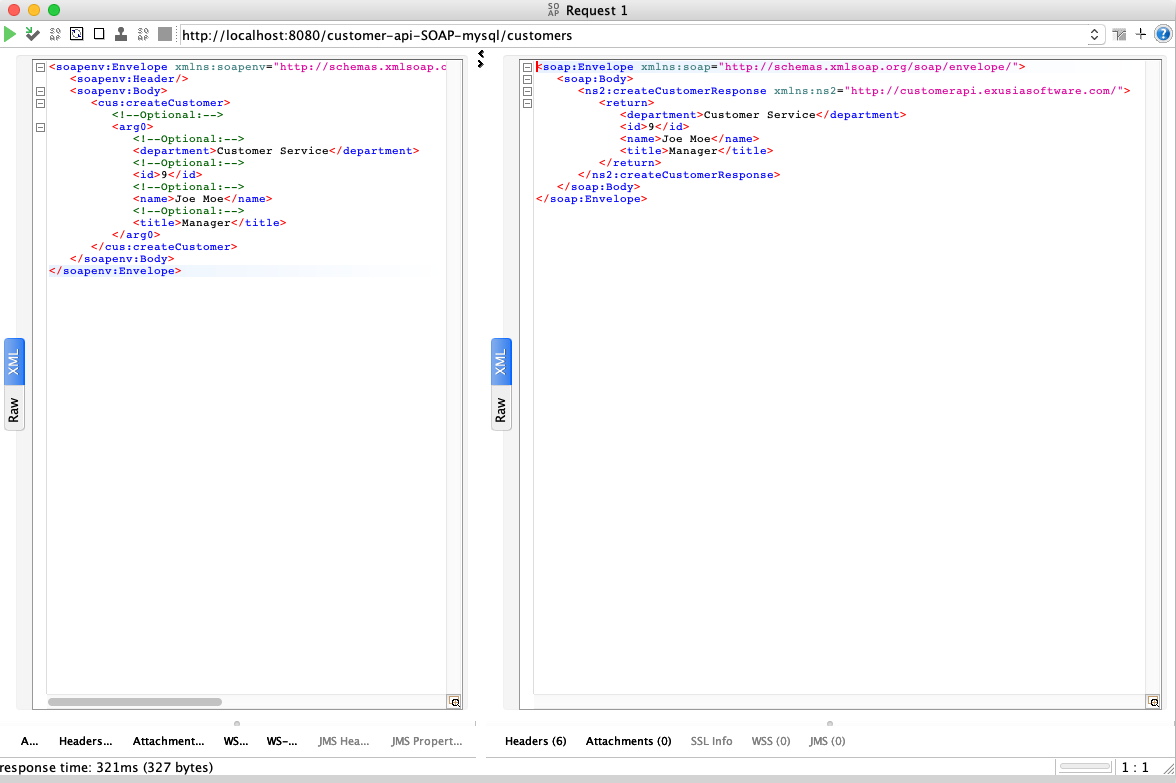 SO AP Request 1
SO AP
SO AP
http://localhost:8080/customer-api-SOAP-mysql/customers
<soapenv:Envelope xmlns:soapenv="http://schemas.xmlsoap.o
<soapenv:Header/>
<soapenv:Body>
<cus:createCustomer>
<!--Optional:-->
<arg0>
<!--Optional:-->
<department>Customer Service</department>
<!--Optional:-->
<id>9</id>
<!--Optional:-->
<name>Joe Moe</name>
<!--Optional:-->
<title>Manager</title>
</arg0>
</cus:createCustomer>
</soapenv:Body>
</soapenv:Envelope>
XML
Raw
<soap:Envelope xmlns:soap="http://schemas.xmlsoap.org/soap/envelope/">
<soap:Body>
<ns2:createCustomerResponse xmlns:ns2="http://customerapi.exusiasoftware.com/">
<return>
<department>Customer Service</department>
<id>9</id>
<name>Joe Moe</name>
<title>Manager</title>
</return>
</ns2:createCustomerResponse>
</soap:Body>
</soap:Envelope>
XML
Raw
A... Headers... Attachment... WS... WS-... JMS Hea... JMS Propert...
Headers (6) Attachments (0) SSL Info WSS (0) JMS (0)
response time: 321ms (327 bytes)
1 : 1